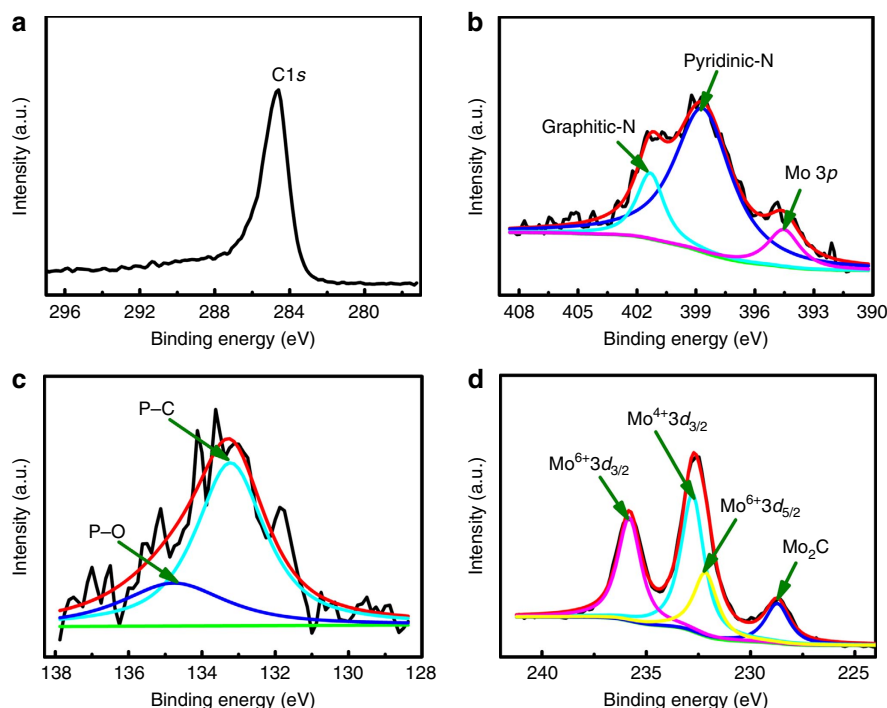 a
C1s
Intensity (a.u.)
296 292 288 284 280
Binding energy (eV)
b
Pyridinic-N
Graphitic-N
Mo 3p
Intensity (a.u.)
408 405 402 399 396 393 390
Binding energy (eV)
c
P–C
P–O
Intensity (a.u.)
138 136 134 132 130 128
Binding energy (eV)
d
Mo⁴⁺3d₃/₂
Mo⁶⁺3d₃/₂
Mo⁶⁺3d₅/₂
Mo₂C
Intensity (a.u.)
240 235 230 225
Binding energy (eV)